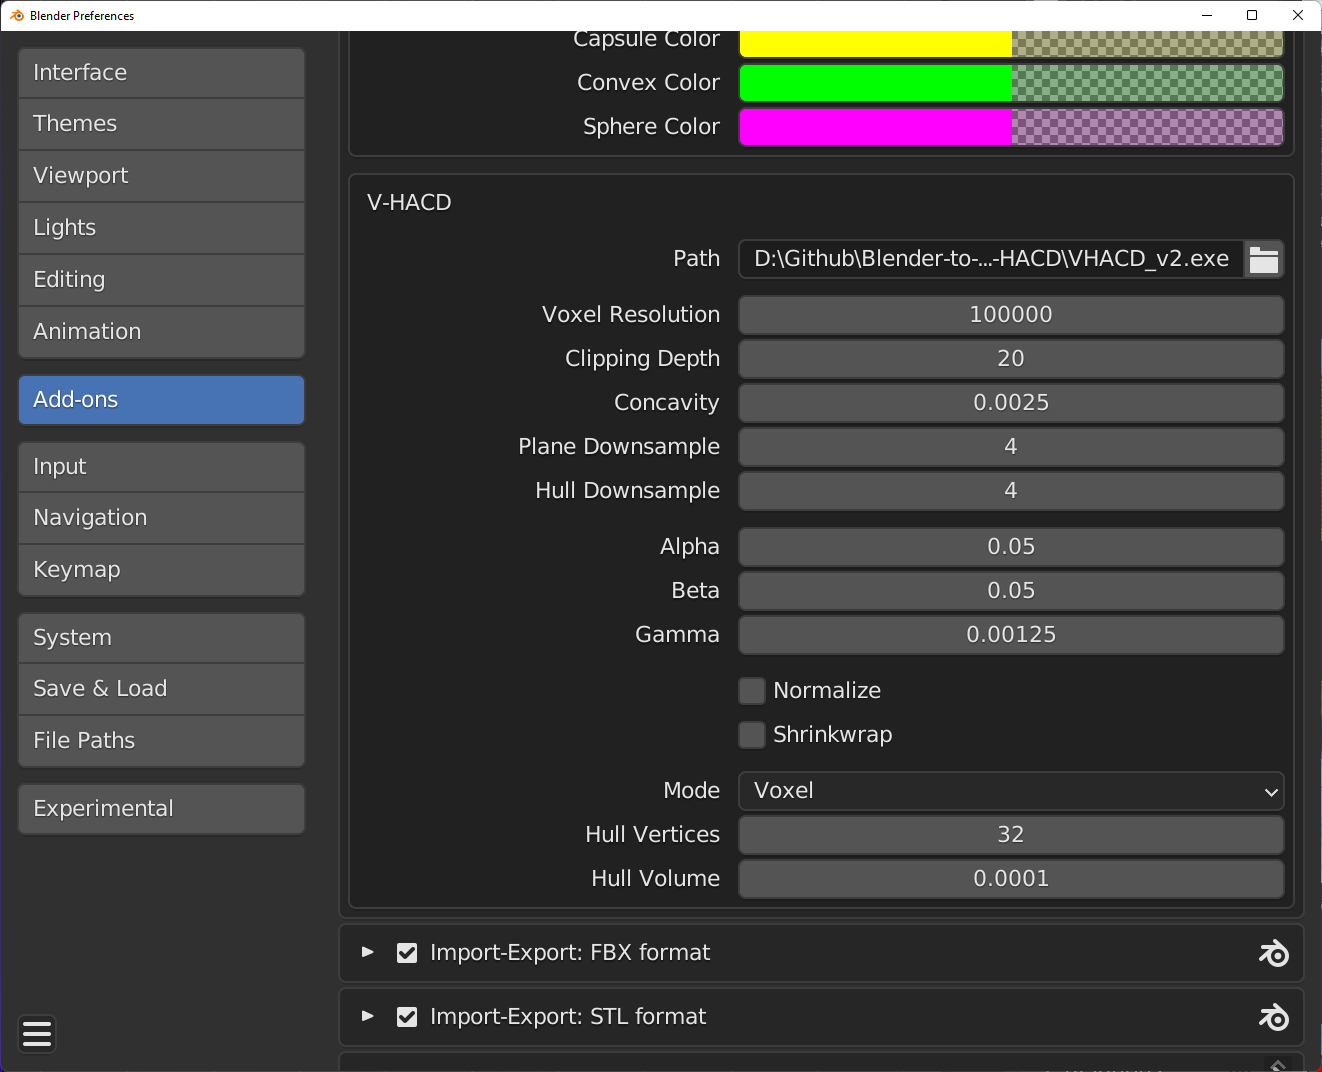 Blender Preferences
Interface
Themes
Viewport
Lights
Editing
Animation
Add-ons
Input
Navigation
Keymap
System
Save & Load
File Paths
Experimental
Capsule Color
Convex Color
Sphere Color
V-HACD
Path D:\Github\Blender-to-...-HACD\VHACD_v2.exe
Voxel Resolution 100000
Clipping Depth 20
Concavity 0.0025
Plane Downsample 4
Hull Downsample 4
Alpha 0.05
Beta 0.05
Gamma 0.00125
Normalize
Shrinkwrap
Mode Voxel
Hull Vertices 32
Hull Volume 0.0001
Import-Export: FBX format
Import-Export: STL format